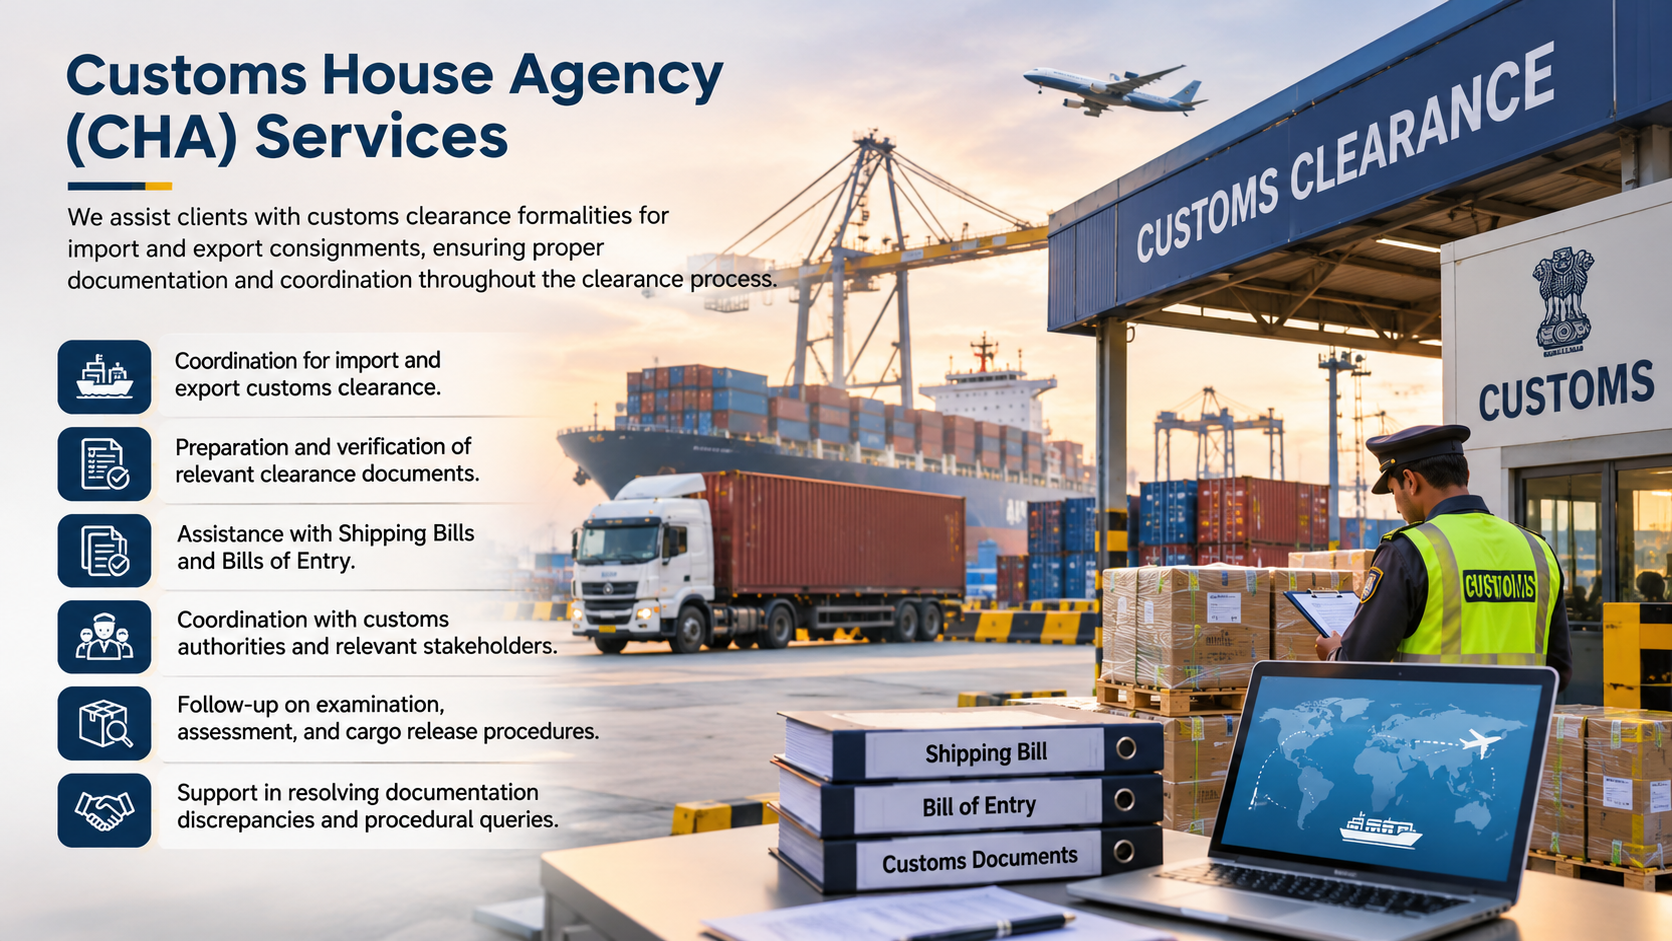 Customs House Agency
(CHA) Services
We assist clients with customs clearance formalities for
import and export consignments, ensuring proper
documentation and coordination throughout the clearance process.
Coordination for import and
export customs clearance.
Preparation and verification of
relevant clearance documents.
Assistance with Shipping Bills
and Bills of Entry.
Coordination with customs
authorities and relevant stakeholders.
Follow-up on examination,
assessment, and cargo release procedures.
Support in resolving documentation
discrepancies and procedural queries.
CUSTOMS CLEARANCE
CUSTOMS
CUSTOMS
Shipping Bill
Bill of Entry
Customs Documents